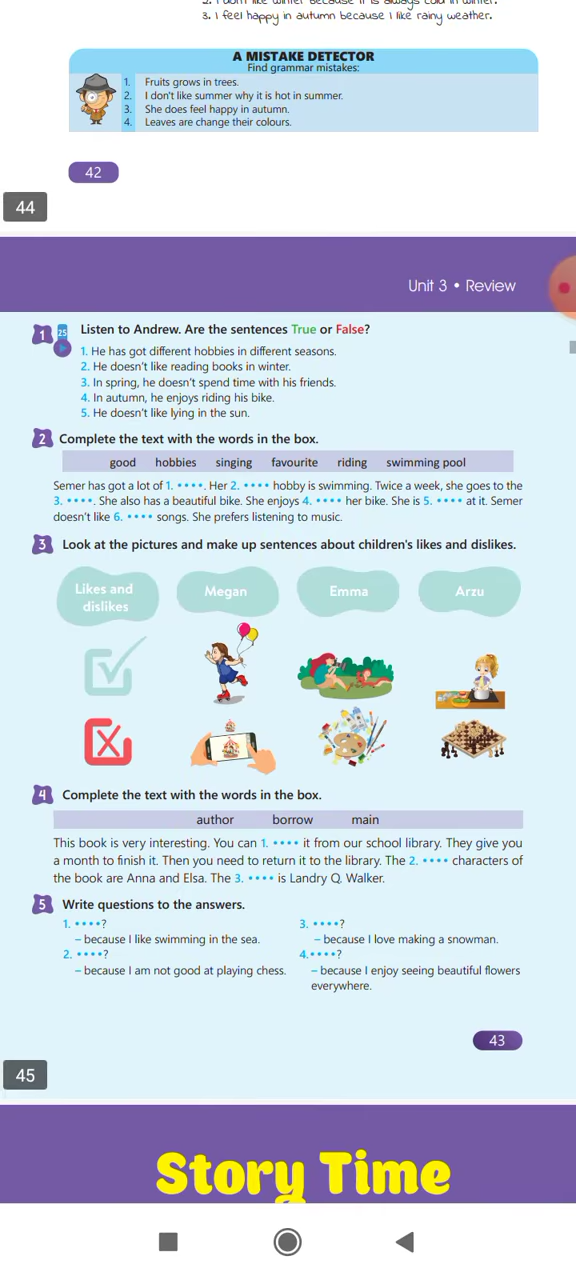 3. I feel happy in autumn because I like rainy weather.
A MISTAKE DETECTOR
Find grammar mistakes:
1. Fruits grows in trees.
2. I don't like summer why it is hot in summer.
3. She does feel happy in autumn.
4. Leaves are change their colours.
42
44
Unit 3 • Review
1 25 Listen to Andrew. Are the sentences True or False?
1. He has got different hobbies in different seasons.
2. He doesn't like reading books in winter.
3. In spring, he doesn't spend time with his friends.
4. In autumn, he enjoys riding his bike.
5. He doesn't like lying in the sun.
2 Complete the text with the words in the box.
good hobbies singing favourite riding swimming pool
Semer has got a lot of 1. ••••. Her 2. •••• hobby is swimming. Twice a week, she goes to the
3. ••••. She also has a beautiful bike. She enjoys 4. •••• her bike. She is 5. •••• at it. Semer
doesn't like 6. •••• songs. She prefers listening to music.
3 Look at the pictures and make up sentences about children's likes and dislikes.
Likes and
dislikes
Megan
Emma
Arzu
4 Complete the text with the words in the box.
author borrow main
This book is very interesting. You can 1. •••• it from our school library. They give you
a month to finish it. Then you need to return it to the library. The 2. •••• characters of
the book are Anna and Elsa. The 3. •••• is Landry Q. Walker.
5 Write questions to the answers.
1. ••••?
– because I like swimming in the sea.
2. ••••?
– because I am not good at playing chess.
3. ••••?
– because I love making a snowman.
4. ••••?
– because I enjoy seeing beautiful flowers
everywhere.
43
45
Story Time